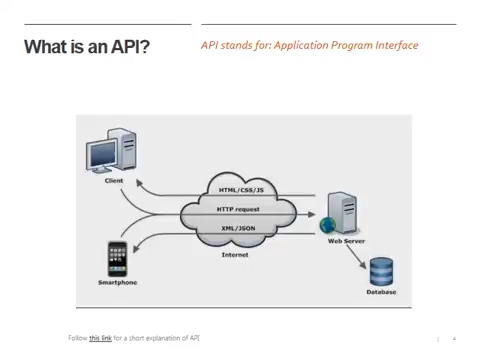 What is an API?
API stands for: Application Program Interface
Client
HTML/CSS/JS
HTTP request
XML/JSON
Internet
Web Server
Smartphone
Database
Follow this link for a short explanation of API
| 4